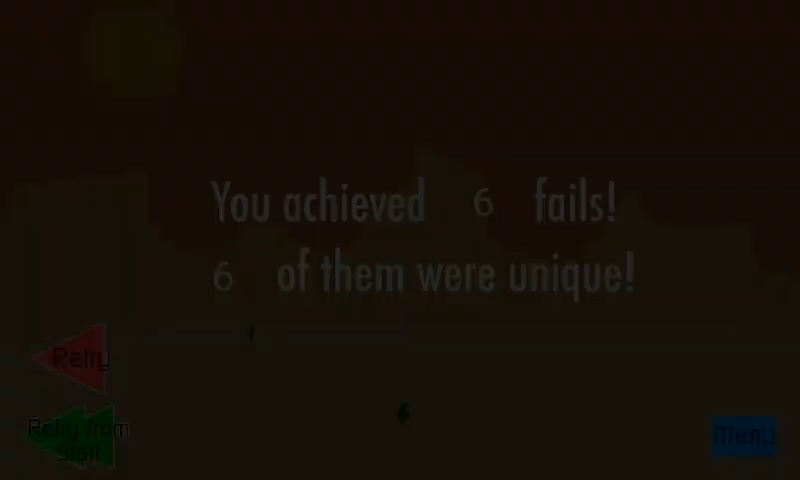 You achieved 6 fails!
6 of them were unique!
Retry
Retry from
Start
Menu